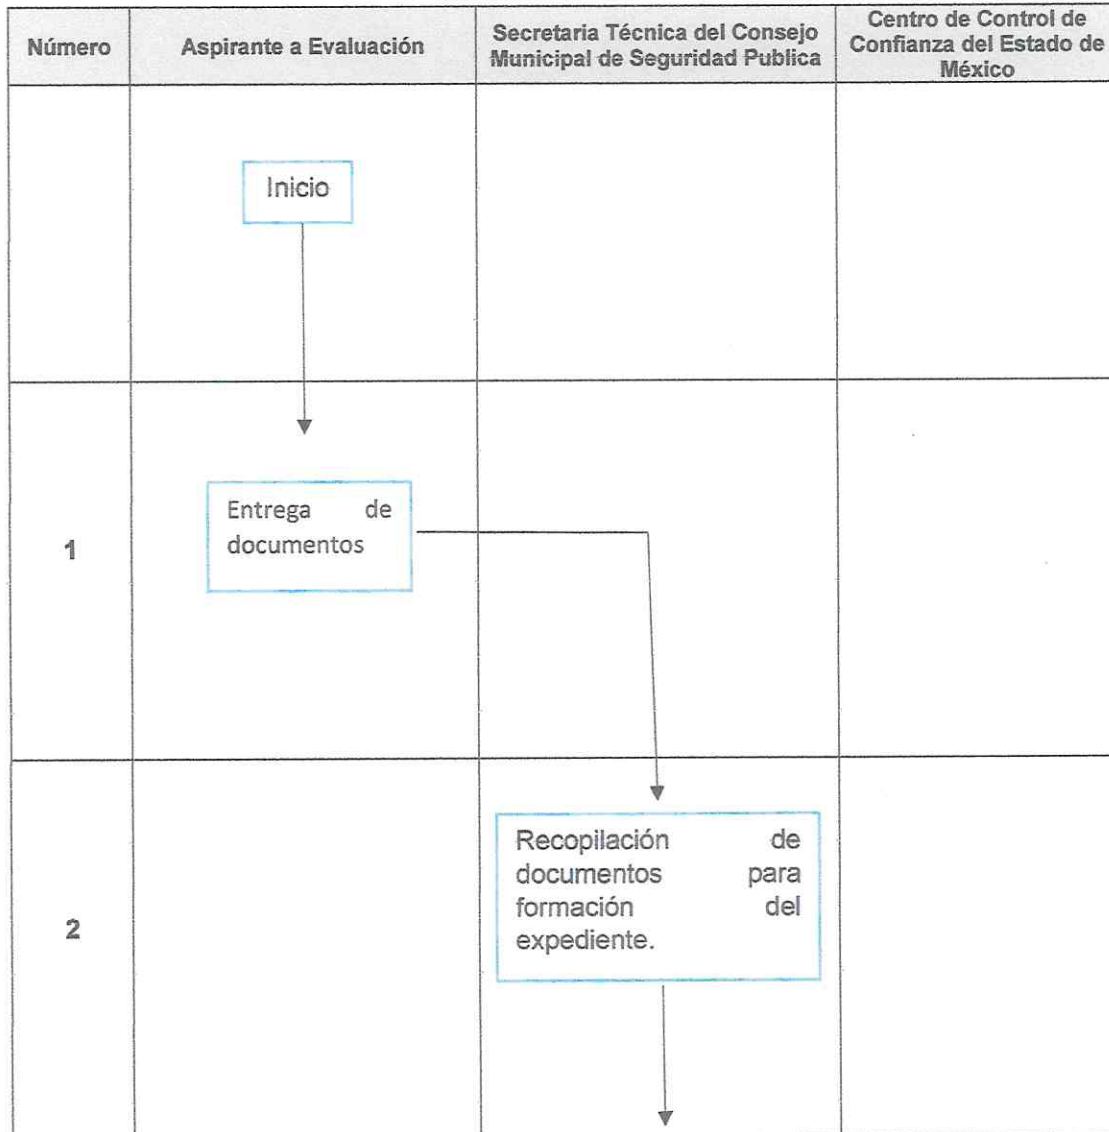 Número
Aspirante a Evaluación
Secretaria Técnica del Consejo
Municipal de Seguridad Publica
Centro de Control de
Confianza del Estado de
México
Inicio
1
Entrega de
documentos
2
Recopilación de
documentos para
formación del
expediente.